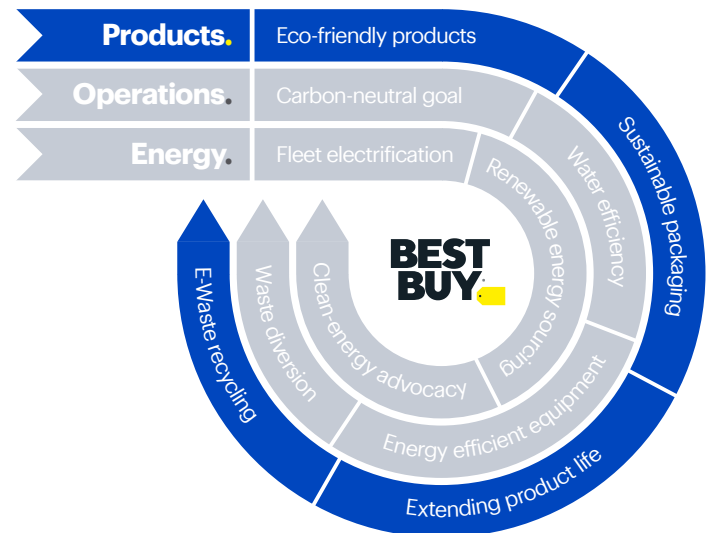 Products.
Eco-friendly products
Sustainable packaging
Extending product life
E-Waste recycling
Operations.
Carbon-neutral goal
Water efficiency
Energy efficient equipment
Waste diversion
Energy.
Fleet electrification
Renewable energy sourcing
Clean-energy advocacy
BEST
BUY